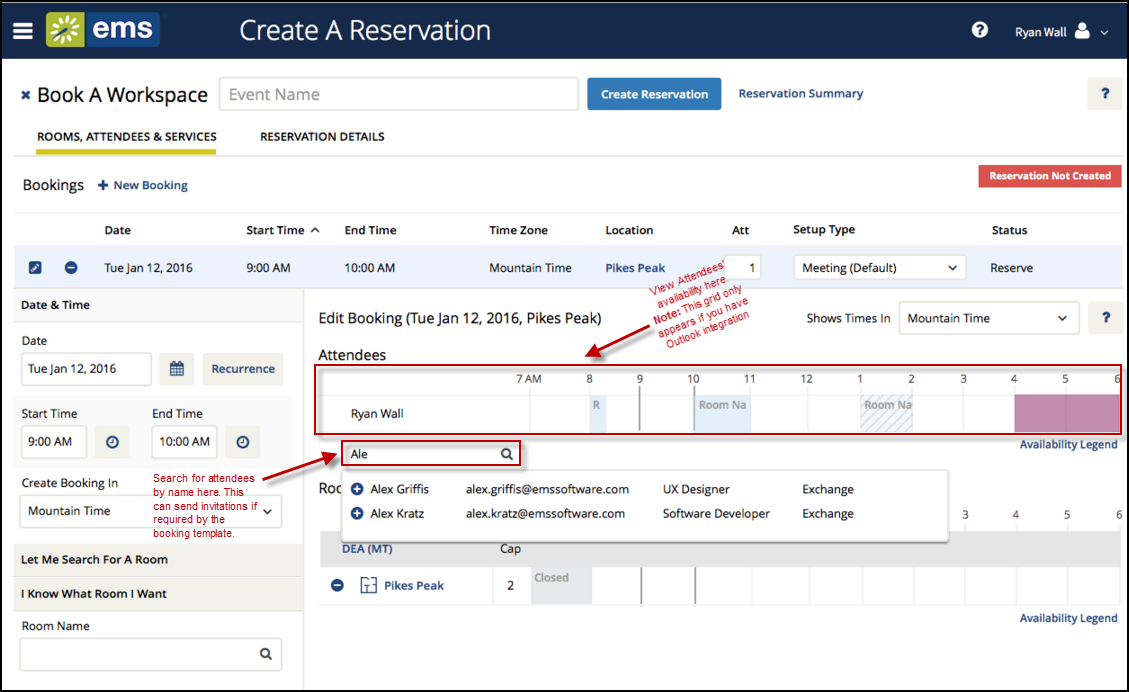 ems
Create A Reservation
?
Ryan Wall
Book A Workspace
Event Name
Create Reservation
Reservation Summary
?
ROOMS, ATTENDEES & SERVICES
RESERVATION DETAILS
Bookings
New Booking
Reservation Not Created
Date Start Time End Time Time Zone Location Att Setup Type Status
Tue Jan 12, 2016 9:00 AM 10:00 AM Mountain Time Pikes Peak 1 Meeting (Default) Reserve
View Attendees'
availability here.
Note: This grid only
appears if you have
Outlook integration
Date & Time
Date
Tue Jan 12, 2016
Recurrence
Start Time End Time
9:00 AM 10:00 AM
Create Booking In
Mountain Time
Search for attendees
by name here. This
can send invitations if
required by the
booking template.
Let Me Search For A Room
I Know What Room I Want
Room Name
Edit Booking (Tue Jan 12, 2016, Pikes Peak)
Shows Times In Mountain Time ?
Attendees
7 AM 8 9 10 11 12 1 2 3 4 5 6
Ryan Wall R Room Na Room Na
Availability Legend
Ale
Alex Griffis alex.griffis@emssoftware.com UX Designer Exchange
Alex Kratz alex.kratz@emssoftware.com Software Developer Exchange
Roo
3 4 5 6
DEA (MT) Cap
Pikes Peak 2 Closed
Availability Legend